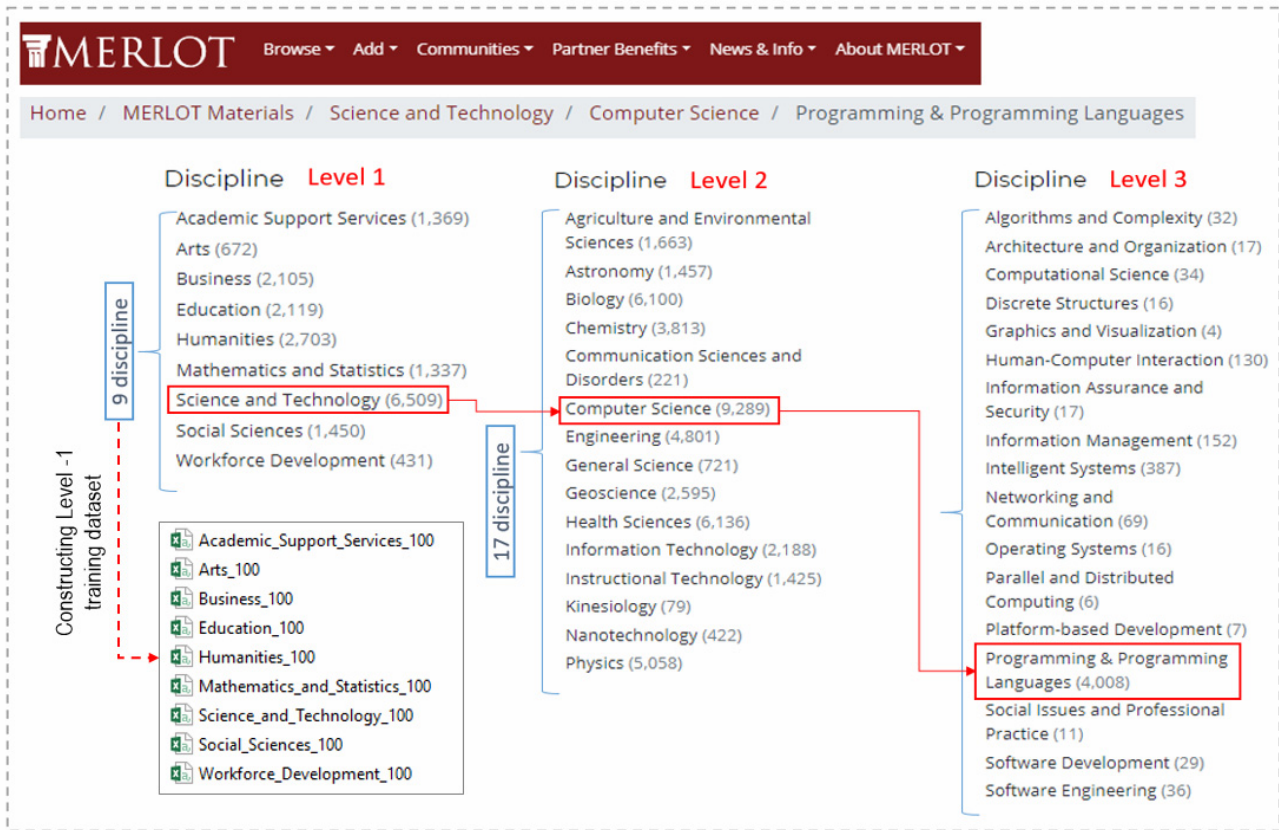 MERLOT Browse Add Communities Partner Benefits News & Info About MERLOT
Home / MERLOT Materials / Science and Technology / Computer Science / Programming & Programming Languages
Discipline Level 1
Academic Support Services (1,369)
Arts (672)
Business (2,105)
Education (2,119)
Humanities (2,703)
Mathematics and Statistics (1,337)
Science and Technology (6,509)
Social Sciences (1,450)
Workforce Development (431)
9 discipline
Constructing Level -1
training dataset
Academic_Support_Services_100
Arts_100
Business_100
Education_100
Humanities_100
Mathematics_and_Statistics_100
Science_and_Technology_100
Social_Sciences_100
Workforce_Development_100
Discipline Level 2
Agriculture and Environmental
Sciences (1,663)
Astronomy (1,457)
Biology (6,100)
Chemistry (3,813)
Communication Sciences and
Disorders (221)
Computer Science (9,289)
Engineering (4,801)
General Science (721)
Geoscience (2,595)
Health Sciences (6,136)
Information Technology (2,188)
Instructional Technology (1,425)
Kinesiology (79)
Nanotechnology (422)
Physics (5,058)
17 discipline
Discipline Level 3
Algorithms and Complexity (32)
Architecture and Organization (17)
Computational Science (34)
Discrete Structures (16)
Graphics and Visualization (4)
Human-Computer Interaction (130)
Information Assurance and
Security (17)
Information Management (152)
Intelligent Systems (387)
Networking and
Communication (69)
Operating Systems (16)
Parallel and Distributed
Computing (6)
Platform-based Development (7)
Programming & Programming
Languages (4,008)
Social Issues and Professional
Practice (11)
Software Development (29)
Software Engineering (36)